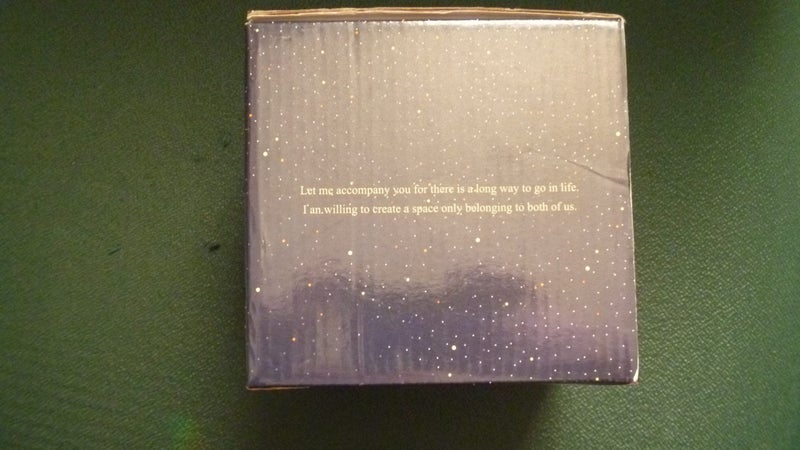 Let me accompany you for there is a long way to go in life.
I an willing to create a space only belonging to both of us.